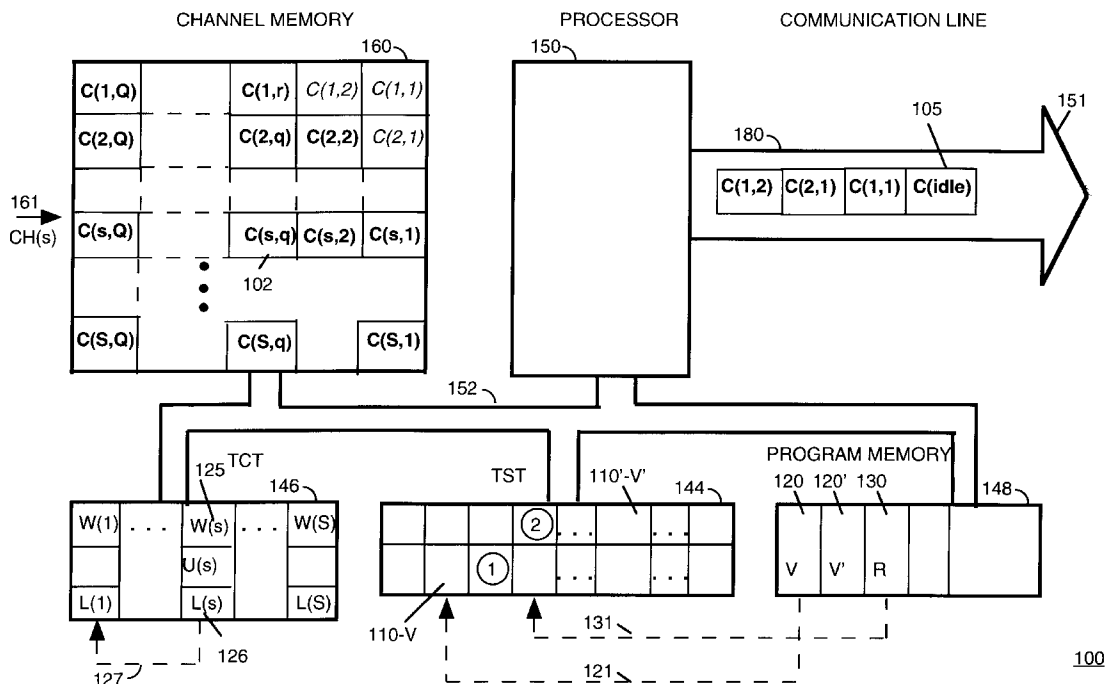 CHANNEL MEMORY PROCESSOR COMMUNICATION LINE
160 150 151
C(1,Q) C(1,r) C(1,2) C(1,1)
105
180
C(2,Q) C(2,q) C(2,2) C(2,1)
C(1,2) C(2,1) C(1,1) C(idle)
161
CH(s)
C(s,Q) C(s,q) C(s,2) C(s,1)
102
C(S,Q) C(S,q) C(S,1)
152
125 TCT 146 TST 110'-V' 144 PROGRAM MEMORY
120 120' 130 148
W(1) . . . W(s) . . . W(S)
2 . . . . . .
U(s)
1 . . . . . .
V V' R
L(1) L(s) L(S)
110-V
126
131
127 121
100